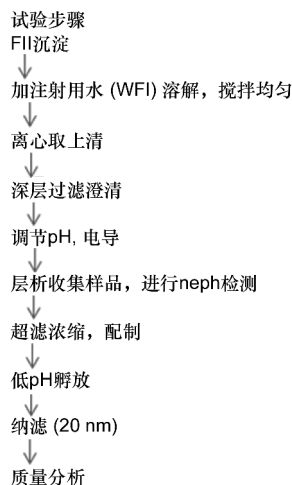 试验步骤
FII沉淀
加注射用水 (WFI) 溶解，搅拌均匀
离心取上清
深层过滤澄清
调节pH, 电导
层析收集样品，进行neph检测
超滤浓缩，配制
低pH孵放
纳滤 (20 nm)
质量分析